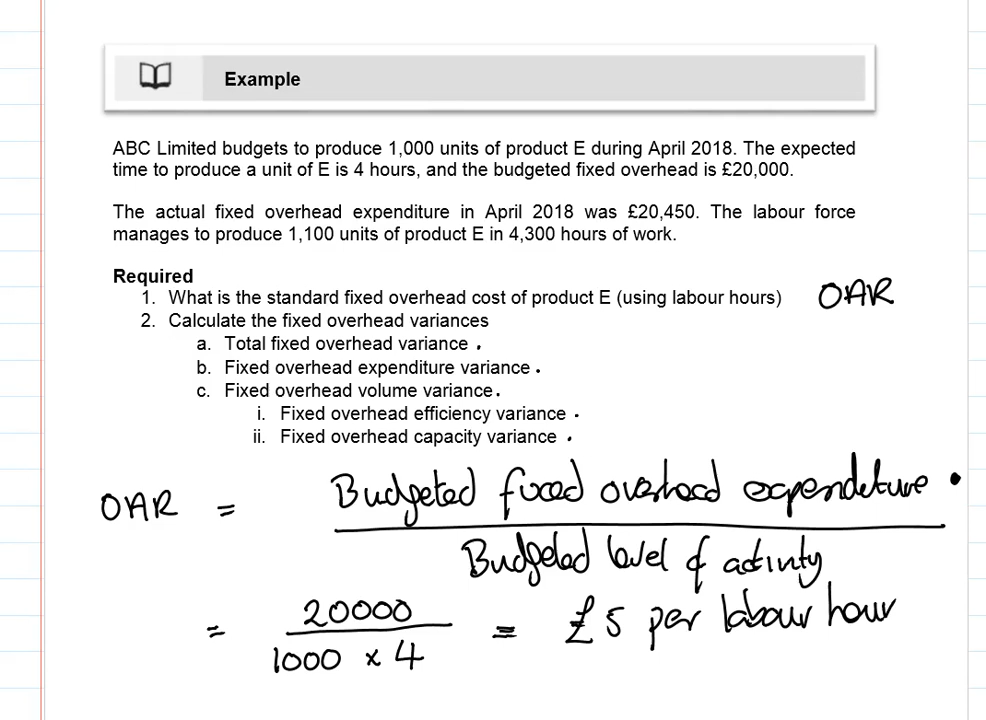 Example
ABC Limited budgets to produce 1,000 units of product E during April 2018. The expected
time to produce a unit of E is 4 hours, and the budgeted fixed overhead is £20,000.
The actual fixed overhead expenditure in April 2018 was £20,450. The labour force
manages to produce 1,100 units of product E in 4,300 hours of work.
Required
1. What is the standard fixed overhead cost of product E (using labour hours) OAR
2. Calculate the fixed overhead variances
a. Total fixed overhead variance
b. Fixed overhead expenditure variance
c. Fixed overhead volume variance
i. Fixed overhead efficiency variance
ii. Fixed overhead capacity variance
OAR = Budgeted fixed overhead expenditure
Budgeted level of activity
= 20000 = £5 per labour hour
1000 x 4